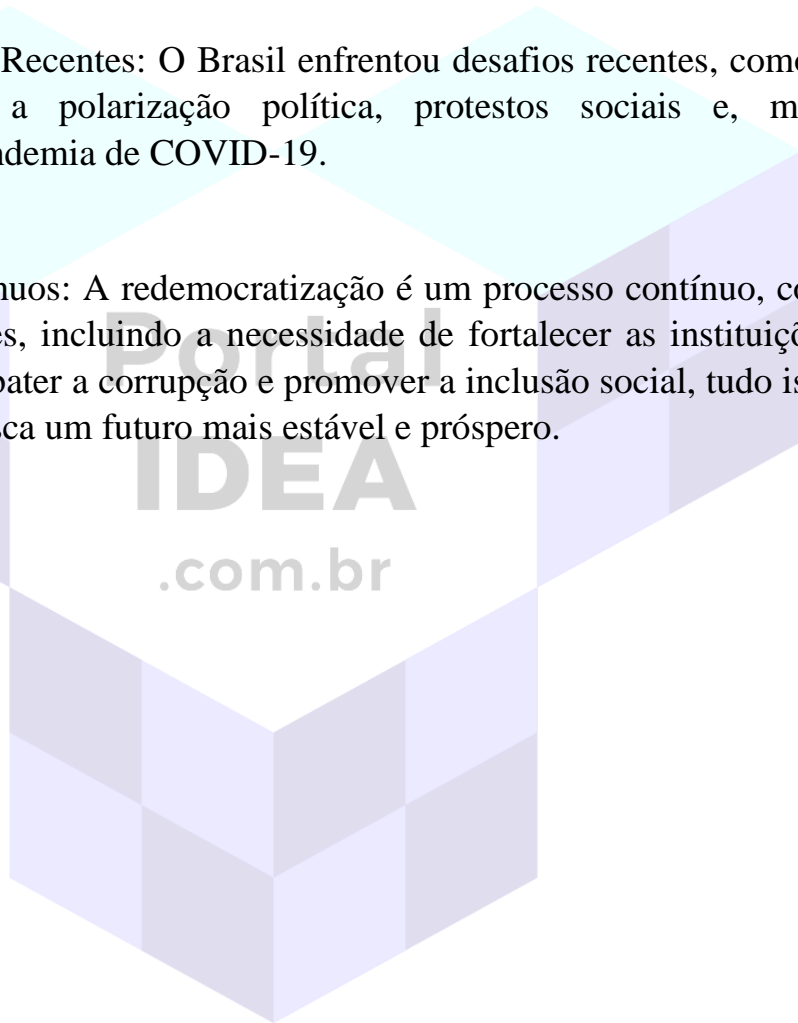 Recentes: O Brasil enfrentou desafios recentes, como
a polarização política, protestos sociais e, m
ndemia de COVID-19.
nuos: A redemocratização é um processo contínuo, co
es, incluindo a necessidade de fortalecer as instituiçõ
bater a corrupção e promover a inclusão social, tudo is
sca um futuro mais estável e próspero.
Portal
IDEA
.com.br